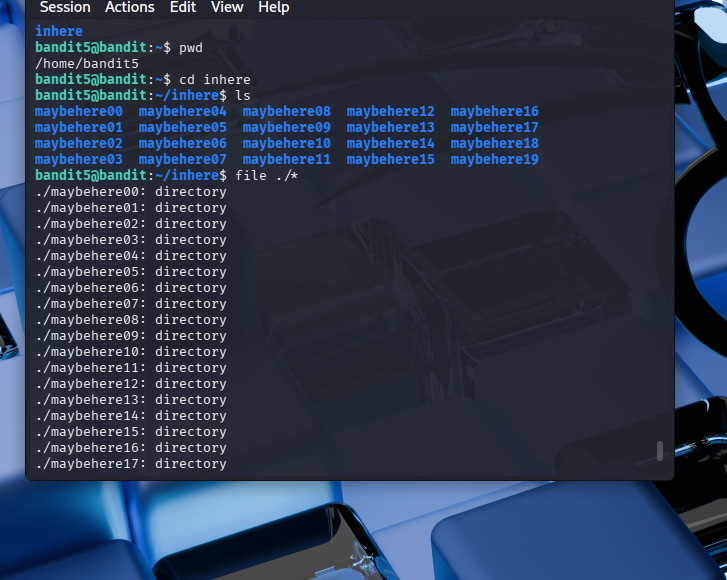 Session Actions Edit View Help
inhere
bandit5@bandit:~$ pwd
/home/bandit5
bandit5@bandit:~$ cd inhere
bandit5@bandit:~/inhere$ ls
maybehere00 maybehere04 maybehere08 maybehere12 maybehere16
maybehere01 maybehere05 maybehere09 maybehere13 maybehere17
maybehere02 maybehere06 maybehere10 maybehere14 maybehere18
maybehere03 maybehere07 maybehere11 maybehere15 maybehere19
bandit5@bandit:~/inhere$ file ./*
./maybehere00: directory
./maybehere01: directory
./maybehere02: directory
./maybehere03: directory
./maybehere04: directory
./maybehere05: directory
./maybehere06: directory
./maybehere07: directory
./maybehere08: directory
./maybehere09: directory
./maybehere10: directory
./maybehere11: directory
./maybehere12: directory
./maybehere13: directory
./maybehere14: directory
./maybehere15: directory
./maybehere16: directory
./maybehere17: directory